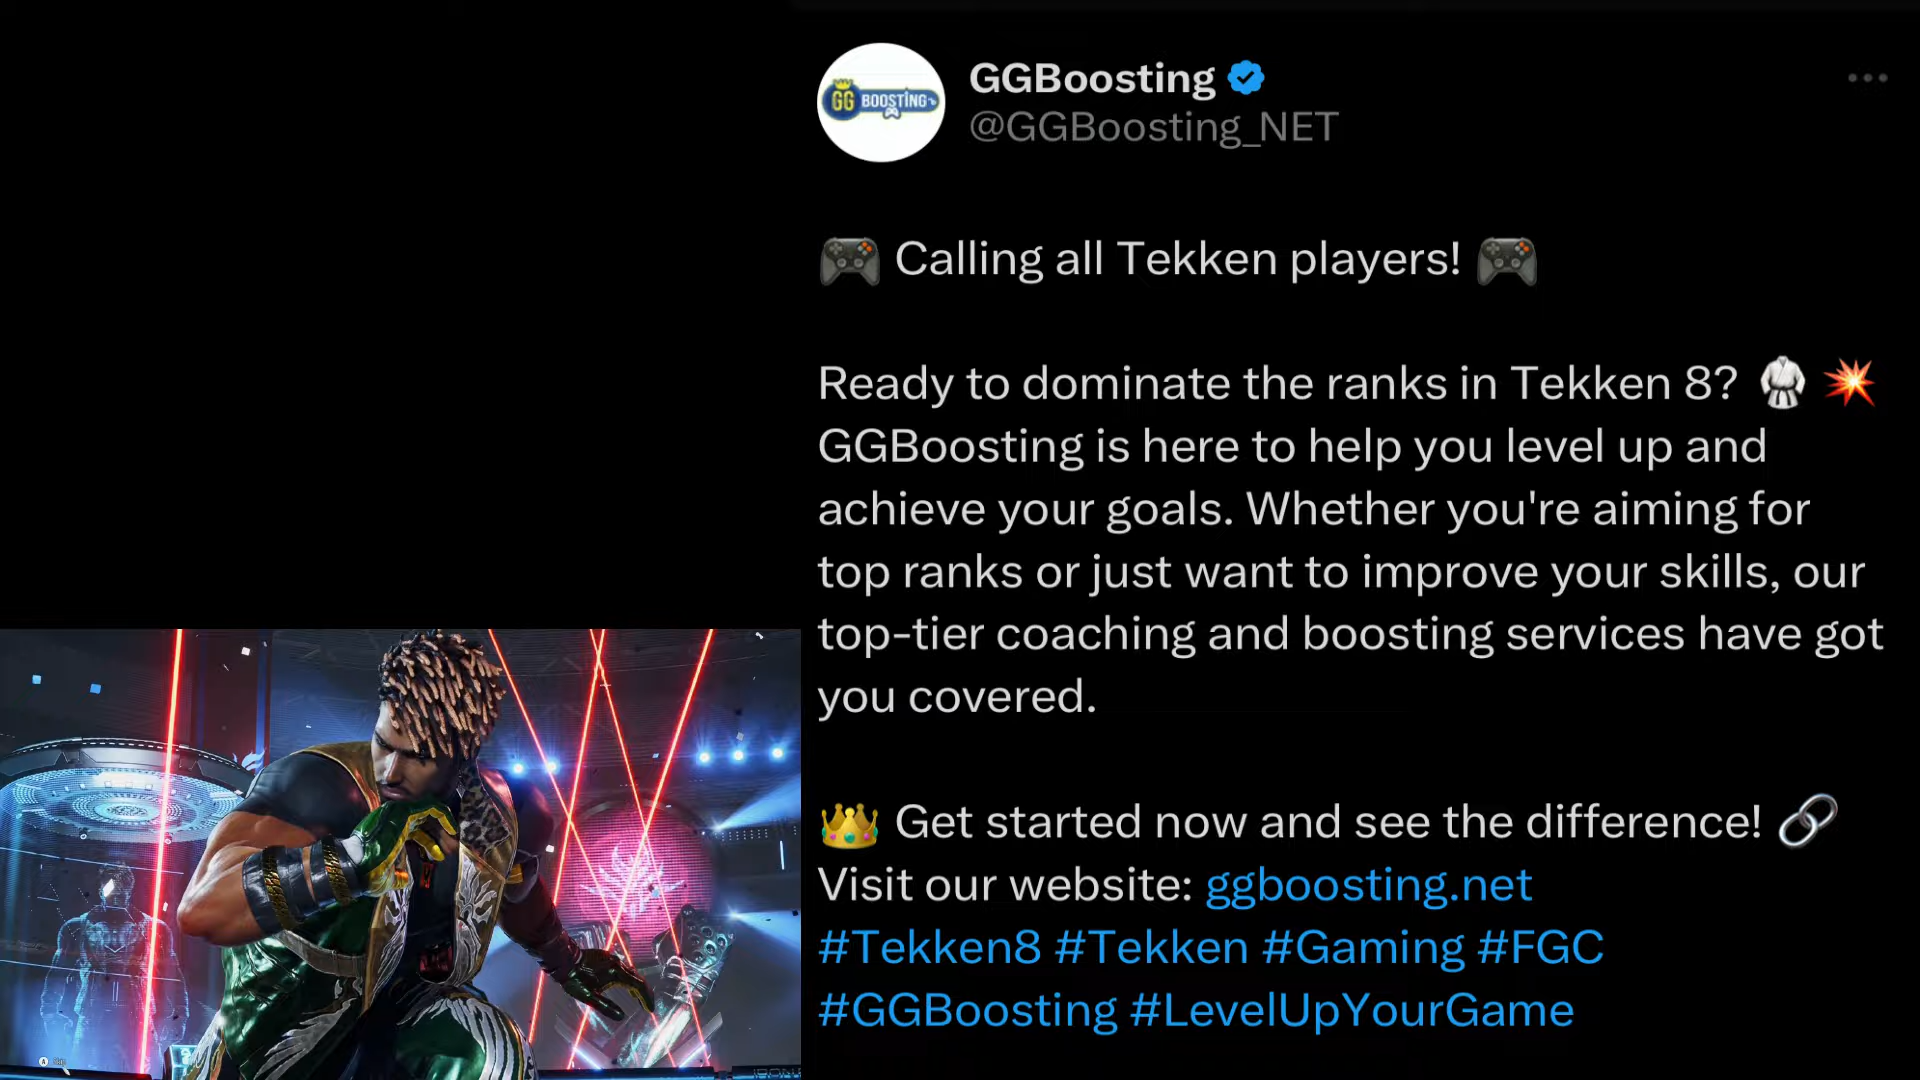 GG BOOSTING
GGBoosting
@GGBoosting_NET
🎮 Calling all Tekken players! 🎮
Ready to dominate the ranks in Tekken 8? 🥋 💥
GGBoosting is here to help you level up and
achieve your goals. Whether you're aiming for
top ranks or just want to improve your skills, our
top-tier coaching and boosting services have got
you covered.
👑 Get started now and see the difference! 🔗
Visit our website: ggboosting.net
#Tekken8 #Tekken #Gaming #FGC
#GGBoosting #LevelUpYourGame